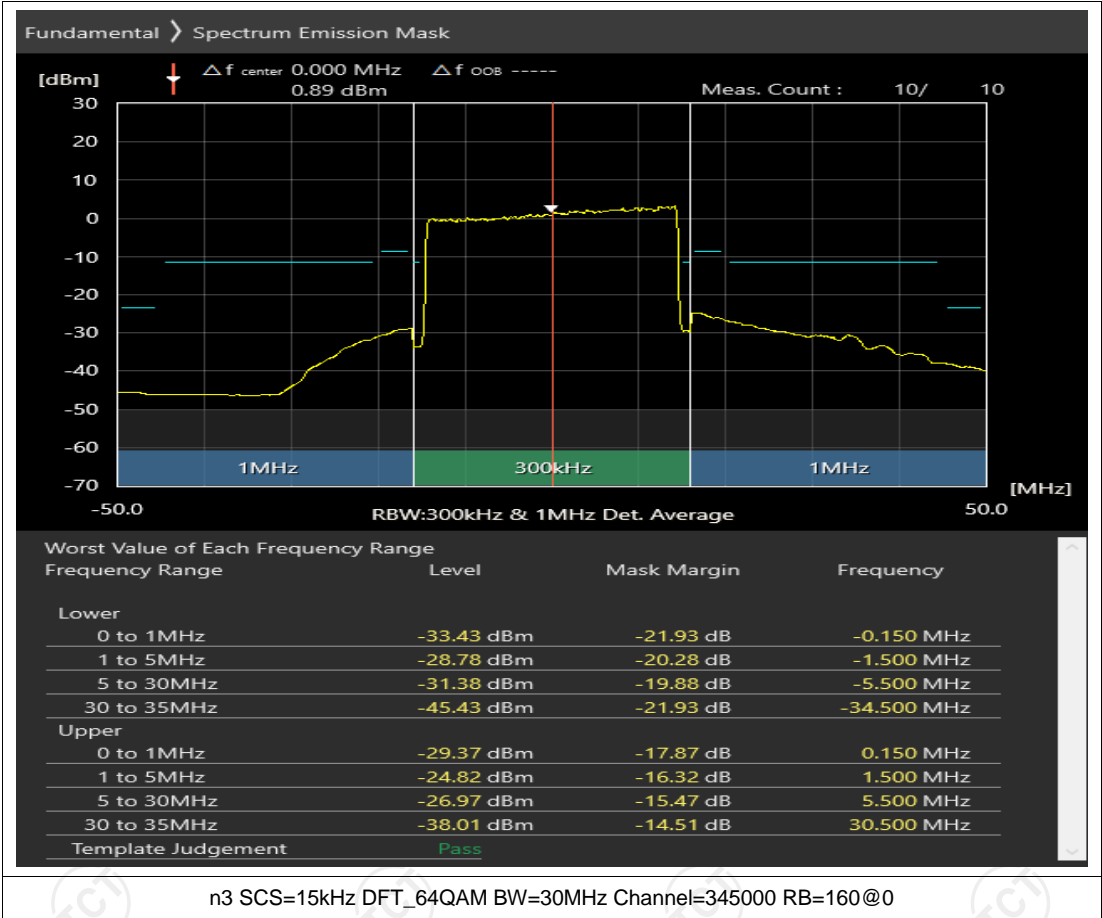 Fundamental ❯ Spectrum Emission Mask
[dBm] △f center 0.000 MHz △f OOB -----
0.89 dBm Meas. Count : 10/ 10
30
20
10
0
-10
-20
-30
-40
-50
-60
-70
1MHz 300kHz 1MHz
[MHz]
-50.0 RBW:300kHz & 1MHz Det. Average 50.0
Worst Value of Each Frequency Range
Frequency Range Level Mask Margin Frequency
Lower
0 to 1MHz -33.43 dBm -21.93 dB -0.150 MHz
1 to 5MHz -28.78 dBm -20.28 dB -1.500 MHz
5 to 30MHz -31.38 dBm -19.88 dB -5.500 MHz
30 to 35MHz -45.43 dBm -21.93 dB -34.500 MHz
Upper
0 to 1MHz -29.37 dBm -17.87 dB 0.150 MHz
1 to 5MHz -24.82 dBm -16.32 dB 1.500 MHz
5 to 30MHz -26.97 dBm -15.47 dB 5.500 MHz
30 to 35MHz -38.01 dBm -14.51 dB 30.500 MHz
Template Judgement Pass
n3 SCS=15kHz DFT_64QAM BW=30MHz Channel=345000 RB=160@0
TCT TCT TCT TCT